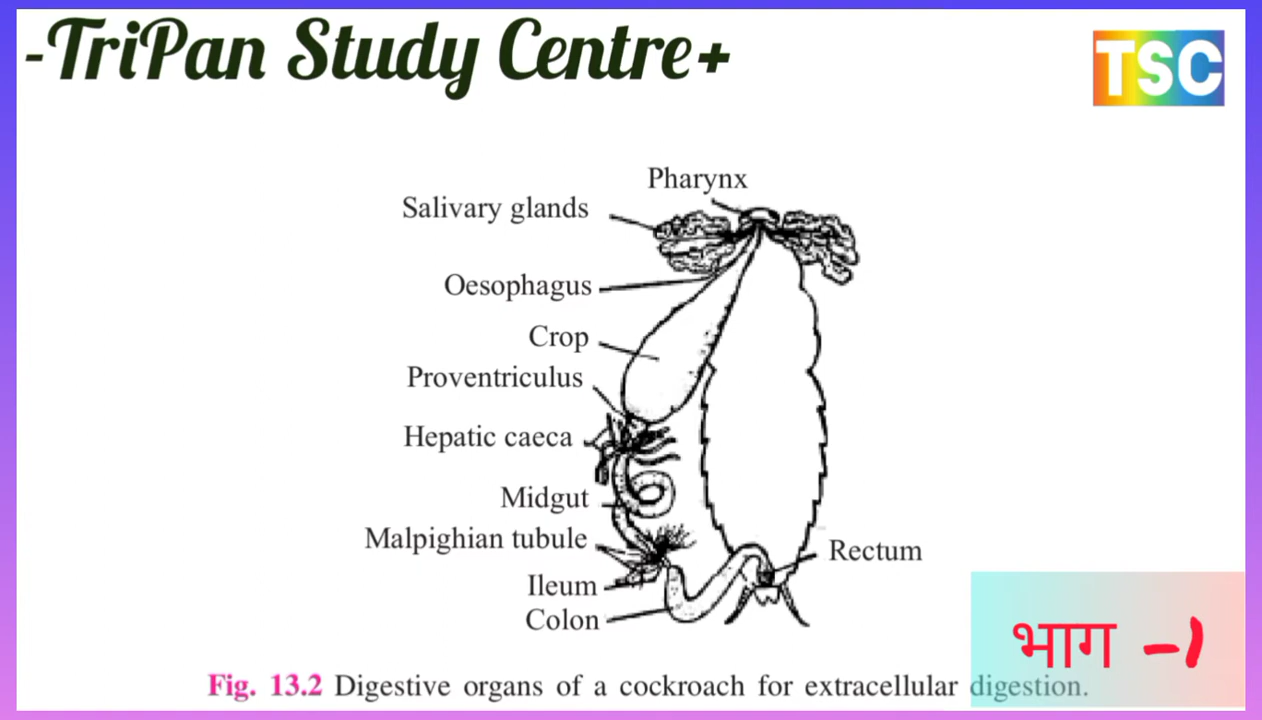 -TriPan Study Centre+
TSC
Pharynx
Salivary glands
Oesophagus
Crop
Proventriculus
Hepatic caeca
Midgut
Malpighian tubule
Rectum
Ileum
Colon
भाग -1
Fig. 13.2 Digestive organs of a cockroach for extracellular digestion.